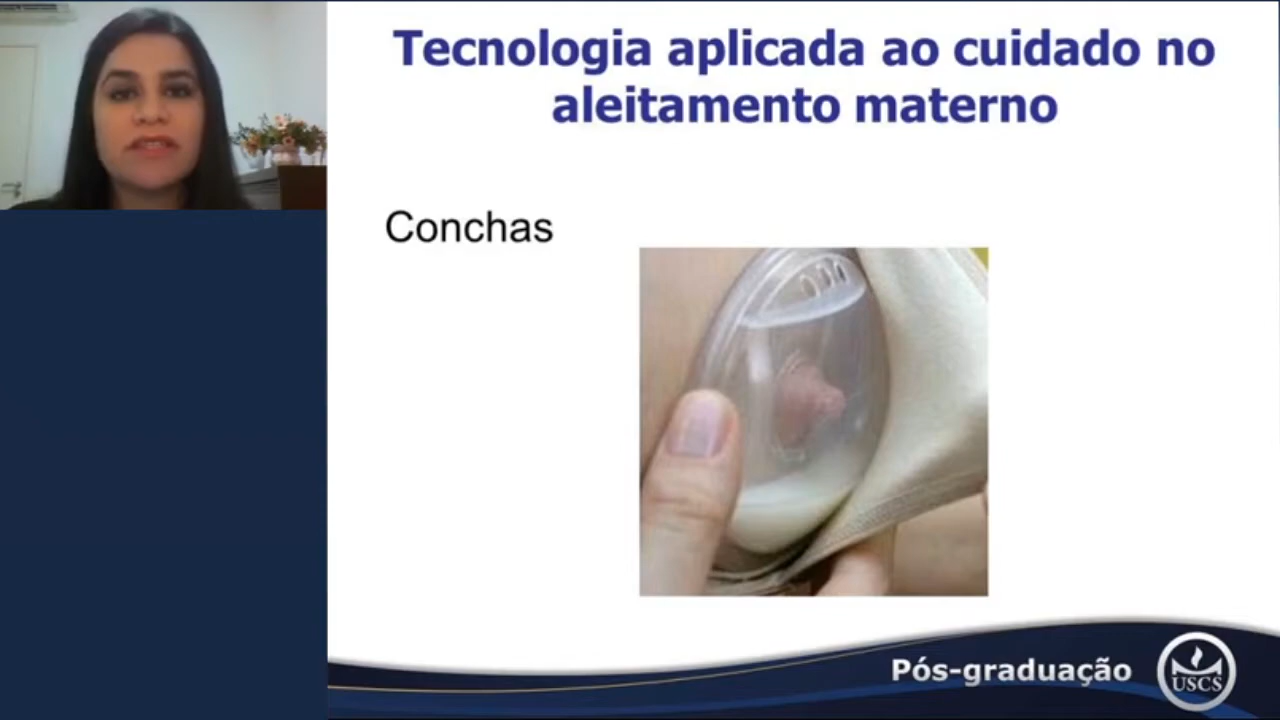 Tecnologia aplicada ao cuidado no
aleitamento materno
Conchas
Pós-graduação
USCS